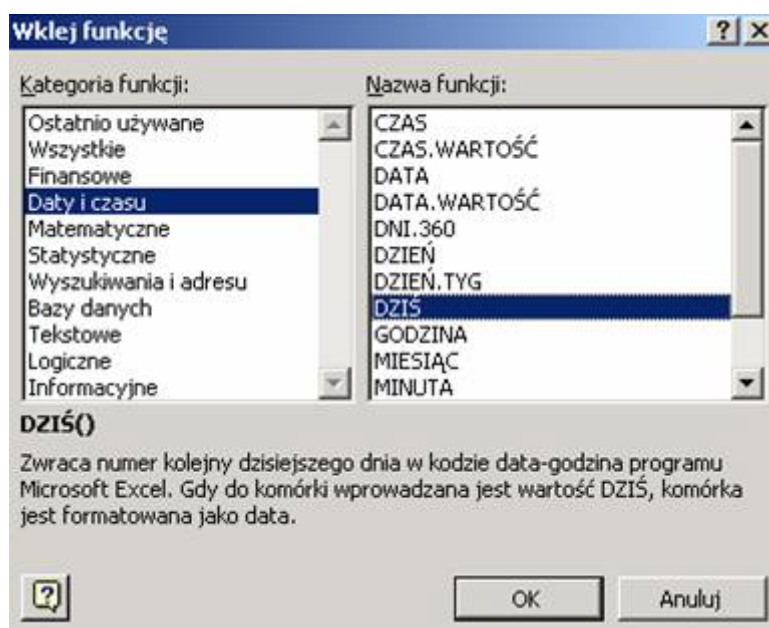 Wklej funkcję
Kategoria funkcji:
Nazwa funkcji:
Ostatnio używane
Wszystkie
Finansowe
Daty i czasu
Matematyczne
Statystyczne
Wyszukiwania i adresu
Bazy danych
Tekstowe
Logiczne
Informacyjne
CZAS
CZAS.WARTOŚĆ
DATA
DATA.WARTOŚĆ
DNI.360
DZIEŃ
DZIEŃ.TYG
DZIŚ
GODZINA
MIESIĄC
MINUTA
DZIŚ()
Zwraca numer kolejny dzisiejszego dnia w kodzie data-godzina programu
Microsoft Excel. Gdy do komórki wprowadzana jest wartość DZIŚ, komórka
jest formatowana jako data.
OK
Anuluj